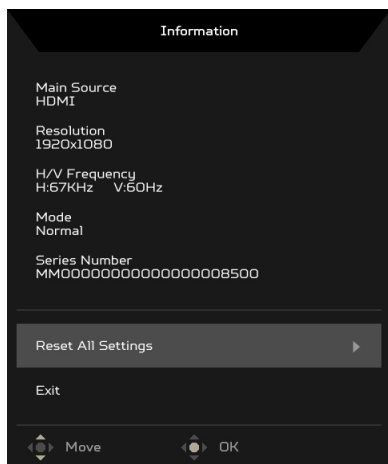 Information
Main Source
HDMI
Resolution
1920x1080
H/V Frequency
H:67KHz V:60Hz
Mode
Normal
Series Number
MM00000000000000008500
Reset All Settings
Exit
Move OK